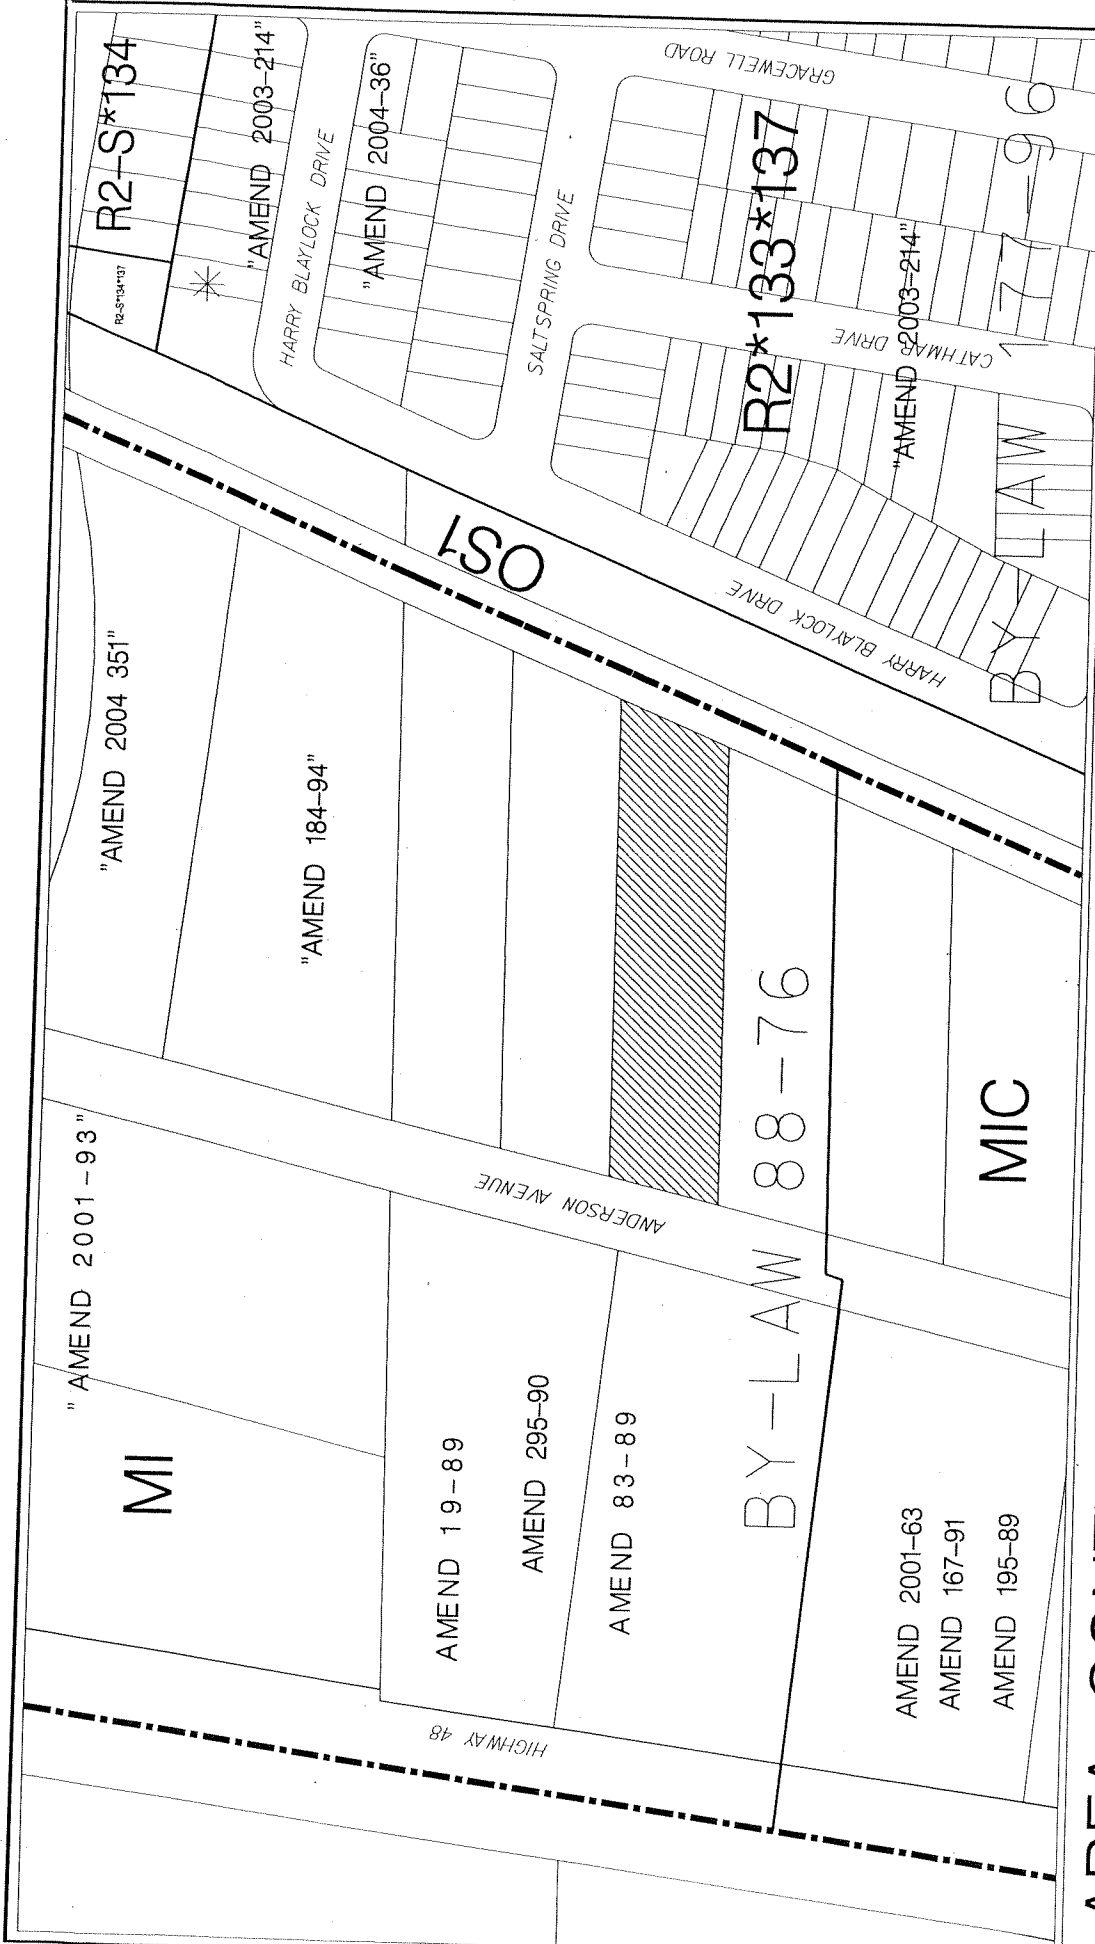 R2-S*134
R2-S*134*137
"AMEND 2003-214"
HARRY BLAYLOCK DRIVE
"AMEND 2004-36"
SALTSPRING DRIVE
GRACEWELL ROAD
R2*133*137
CATHMAR DRIVE
"AMEND 2003-214"
BY-LAW 177-96
HARRY BLAYLOCK DRIVE
OS1
"AMEND 2004 351"
"AMEND 184-94"
BY-LAW 88-76
MIC
ANDERSON AVENUE
" AMEND 2001-93"
MI
AMEND 19-89
AMEND 295-90
AMEND 83-89
AMEND 2001-63
AMEND 167-91
AMEND 195-89
HIGHWAY 48